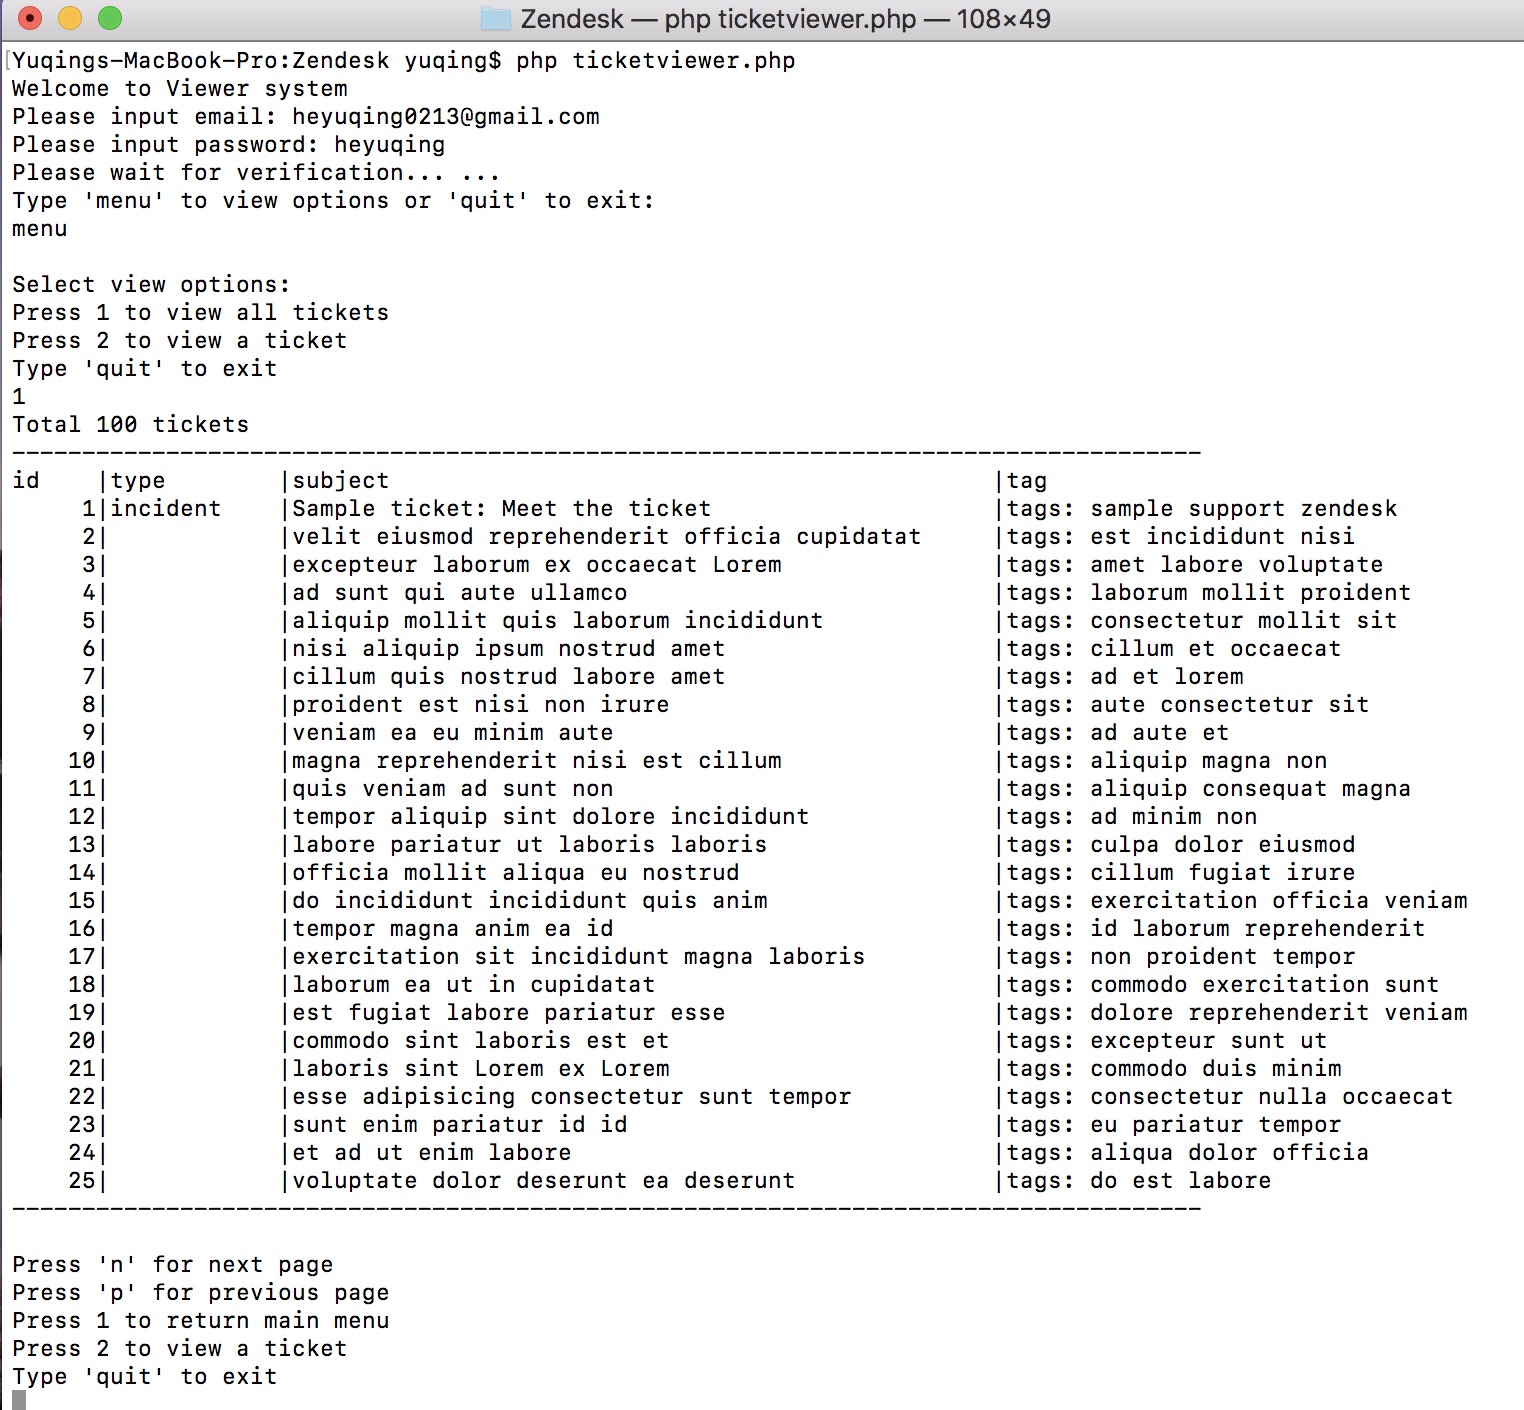 Zendesk — php ticketviewer.php — 108×49
[Yuqings-MacBook-Pro:Zendesk yuqing$ php ticketviewer.php
Welcome to Viewer system
Please input email: heyuqing0213@gmail.com
Please input password: heyuqing
Please wait for verification... ...
Type 'menu' to view options or 'quit' to exit:
menu

Select view options:
Press 1 to view all tickets
Press 2 to view a ticket
Type 'quit' to exit
1
Total 100 tickets
-------------------------------------------------------------------------------------
id    |type        |subject                                           |tag
     1|incident    |Sample ticket: Meet the ticket                    |tags: sample support zendesk
     2|            |velit eiusmod reprehenderit officia cupidatat     |tags: est incididunt nisi
     3|            |excepteur laborum ex occaecat Lorem               |tags: amet labore voluptate
     4|            |ad sunt qui aute ullamco                          |tags: laborum mollit proident
     5|            |aliquip mollit quis laborum incididunt            |tags: consectetur mollit sit
     6|            |nisi aliquip ipsum nostrud amet                   |tags: cillum et occaecat
     7|            |cillum quis nostrud labore amet                   |tags: ad et lorem
     8|            |proident est nisi non irure                       |tags: aute consectetur sit
     9|            |veniam ea eu minim aute                           |tags: ad aute et
    10|            |magna reprehenderit nisi est cillum               |tags: aliquip magna non
    11|            |quis veniam ad sunt non                           |tags: aliquip consequat magna
    12|            |tempor aliquip sint dolore incididunt             |tags: ad minim non
    13|            |labore pariatur ut laboris laboris                |tags: culpa dolor eiusmod
    14|            |officia mollit aliqua eu nostrud                  |tags: cillum fugiat irure
    15|            |do incididunt incididunt quis anim                |tags: exercitation officia veniam
    16|            |tempor magna anim ea id                           |tags: id laborum reprehenderit
    17|            |exercitation sit incididunt magna laboris         |tags: non proident tempor
    18|            |laborum ea ut in cupidatat                        |tags: commodo exercitation sunt
    19|            |est fugiat labore pariatur esse                   |tags: dolore reprehenderit veniam
    20|            |commodo sint laboris est et                       |tags: excepteur sunt ut
    21|            |laboris sint Lorem ex Lorem                       |tags: commodo duis minim
    22|            |esse adipisicing consectetur sunt tempor          |tags: consectetur nulla occaecat
    23|            |sunt enim pariatur id id                          |tags: eu pariatur tempor
    24|            |et ad ut enim labore                              |tags: aliqua dolor officia
    25|            |voluptate dolor deserunt ea deserunt              |tags: do est labore
-------------------------------------------------------------------------------------

Press 'n' for next page
Press 'p' for previous page
Press 1 to return main menu
Press 2 to view a ticket
Type 'quit' to exit